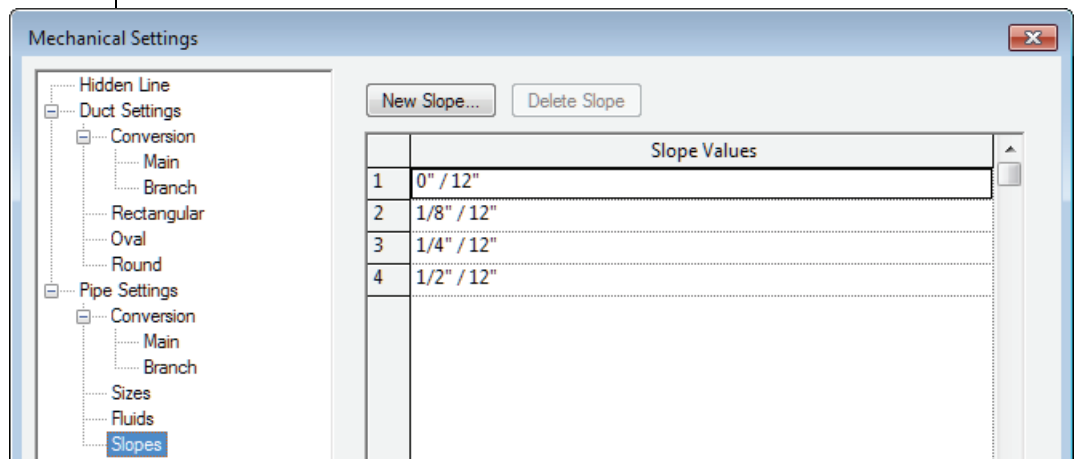 Mechanical Settings
Hidden Line
Duct Settings
Conversion
Main
Branch
Rectangular
Oval
Round
Pipe Settings
Conversion
Main
Branch
Sizes
Fluids
Slopes
New Slope... Delete Slope
Slope Values
1 0" / 12"
2 1/8" / 12"
3 1/4" / 12"
4 1/2" / 12"